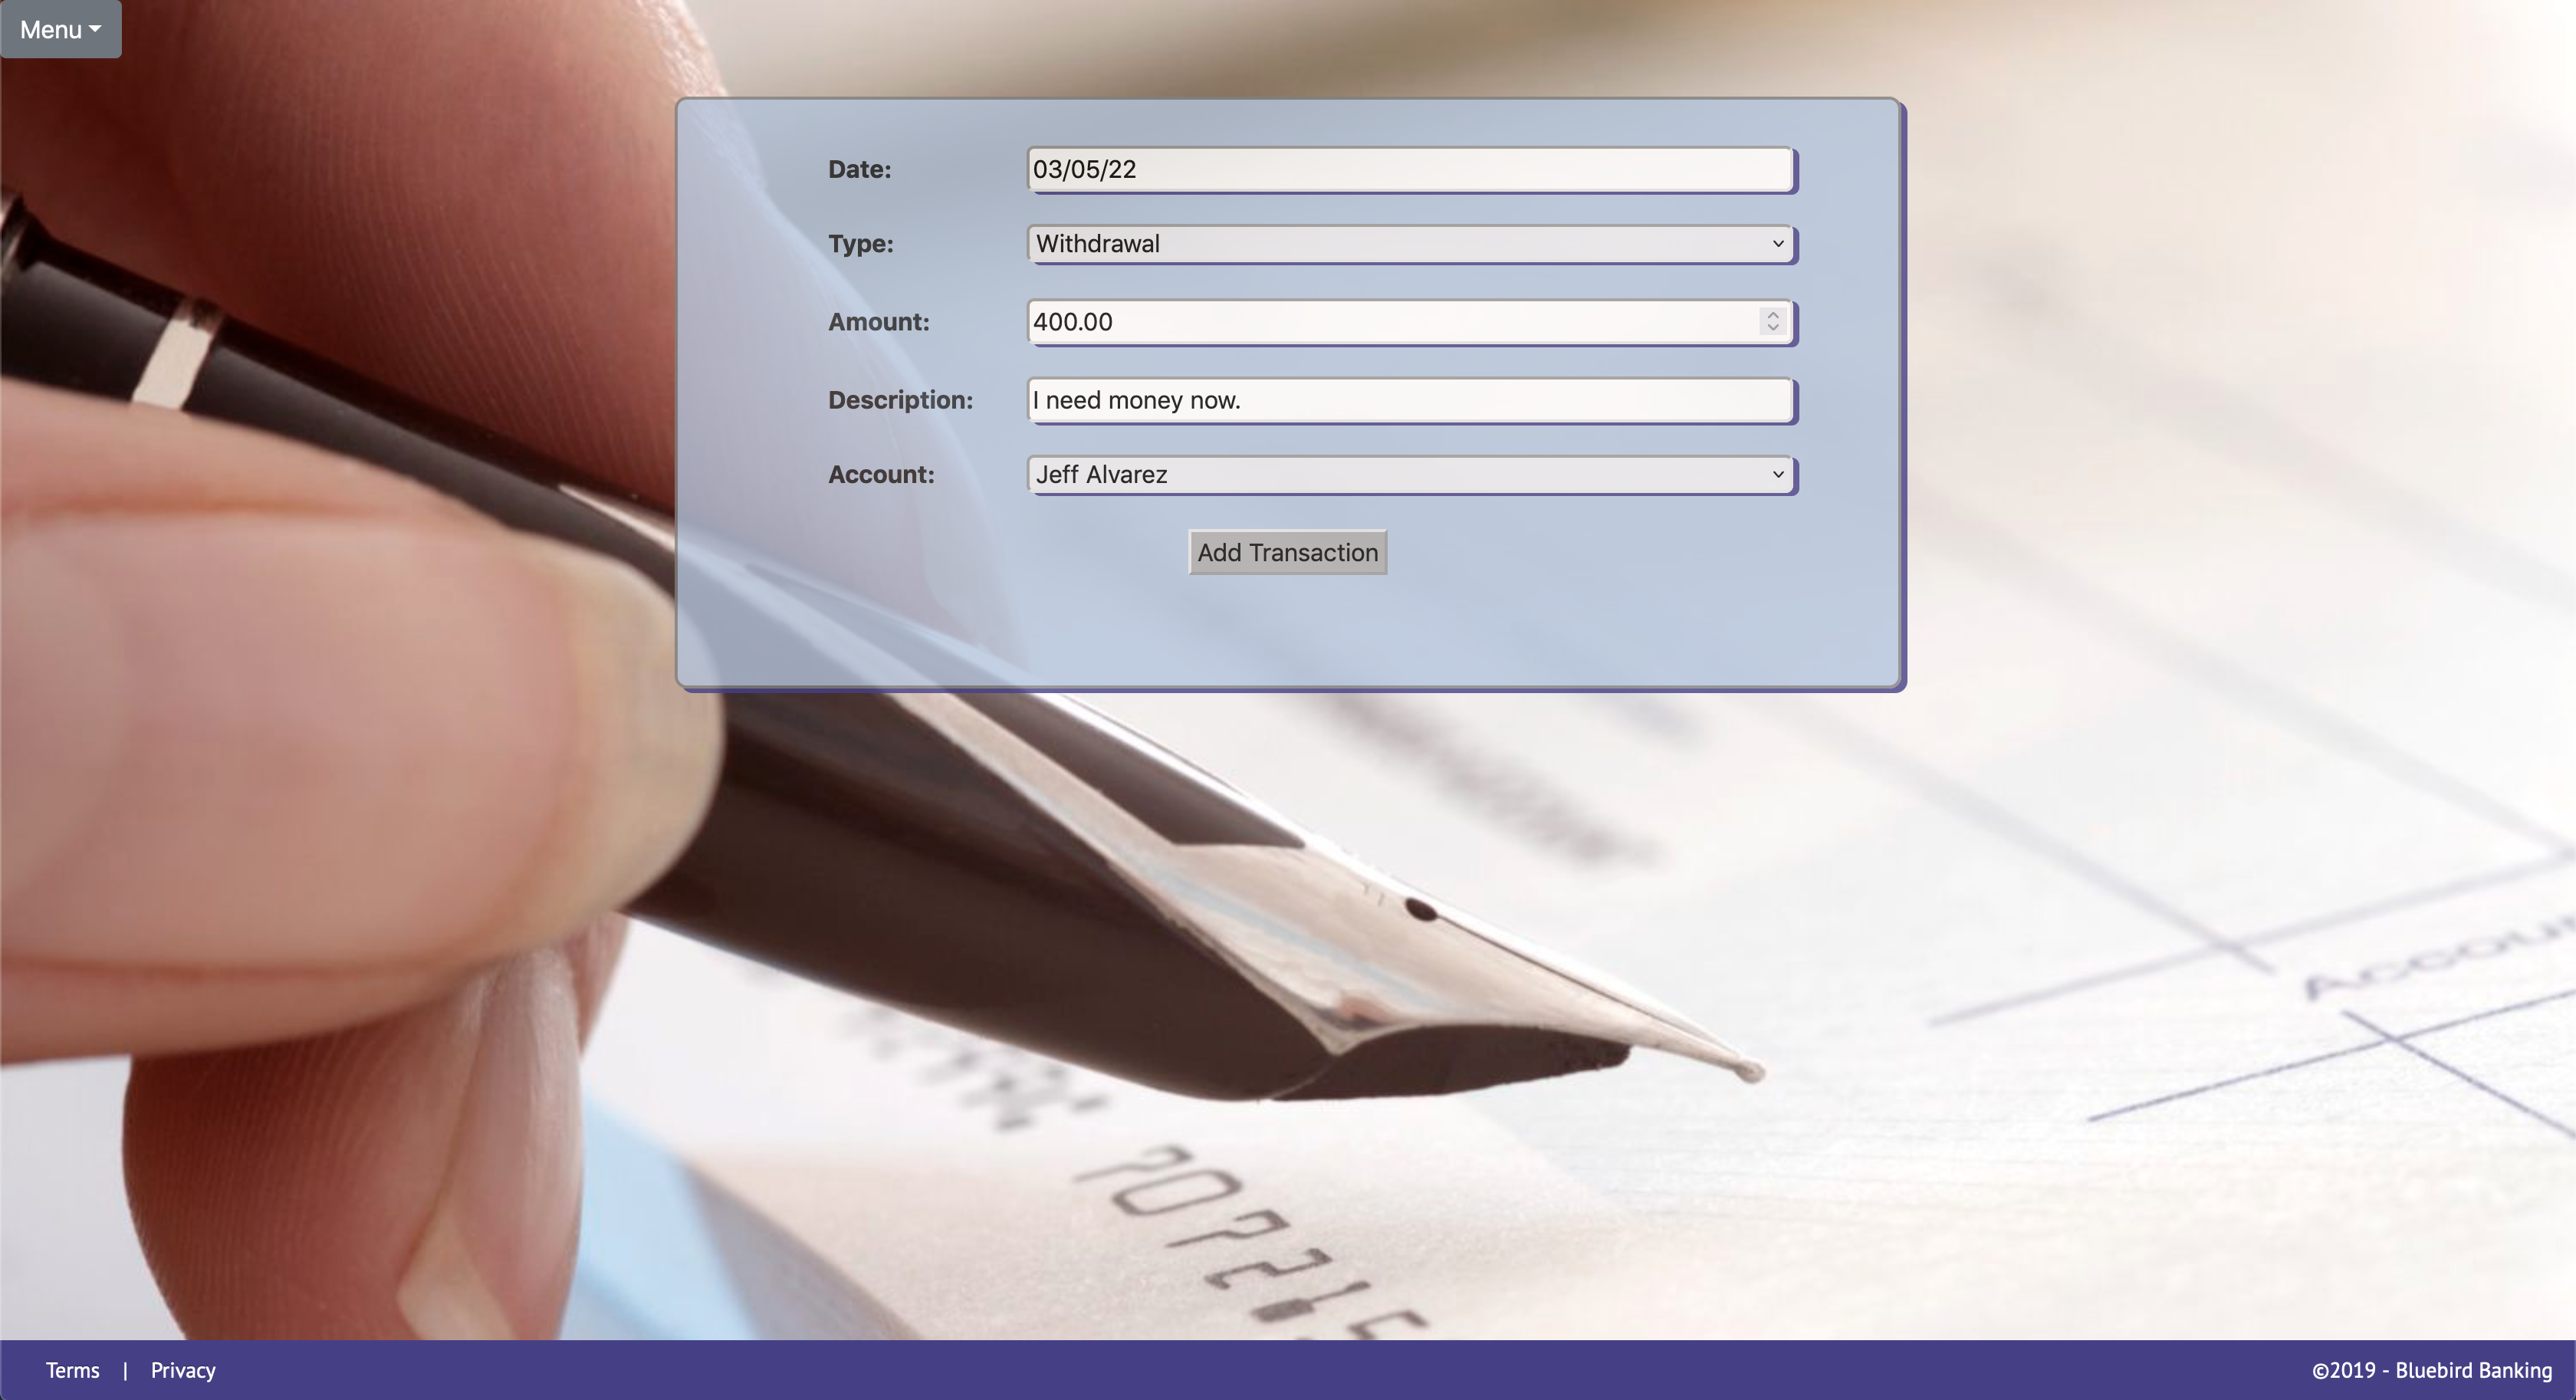 Menu
Date: 03/05/22
Type: Withdrawal
Amount: 400.00
Description: I need money now.
Account: Jeff Alvarez
Add Transaction
Terms | Privacy ©2019 - Bluebird Banking